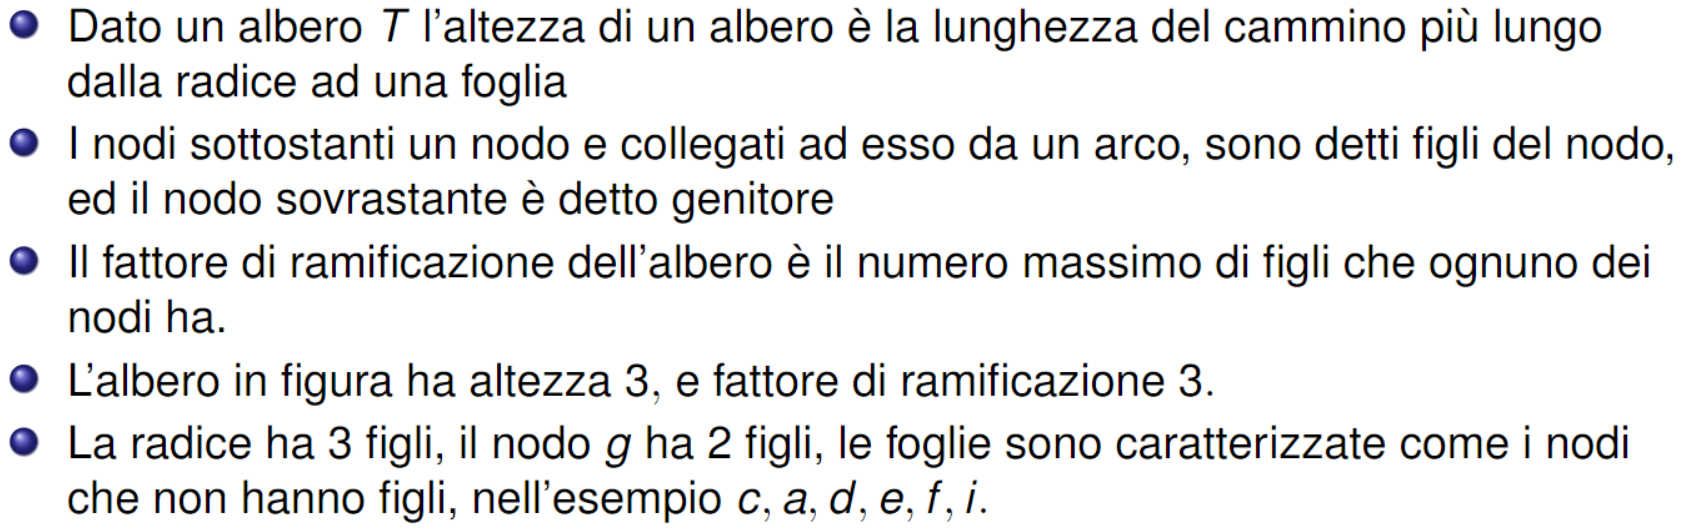 Dato un albero T l'altezza di un albero è la lunghezza del cammino più lungo
dalla radice ad una foglia
I nodi sottostanti un nodo e collegati ad esso da un arco, sono detti figli del nodo,
ed il nodo sovrastante è detto genitore
Il fattore di ramificazione dell'albero è il numero massimo di figli che ognuno dei
nodi ha.
L'albero in figura ha altezza 3, e fattore di ramificazione 3.
La radice ha 3 figli, il nodo g ha 2 figli, le foglie sono caratterizzate come i nodi
che non hanno figli, nell'esempio c, a, d, e, f, i.